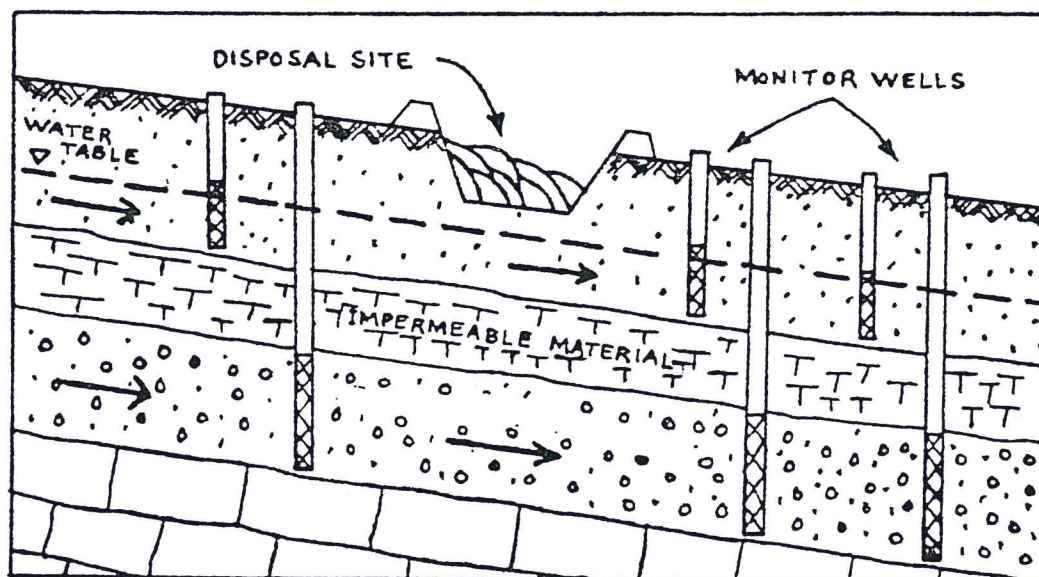 DISPOSAL SITE
MONITOR WELLS
WATER
TABLE
IMPERMEABLE MATERIAL